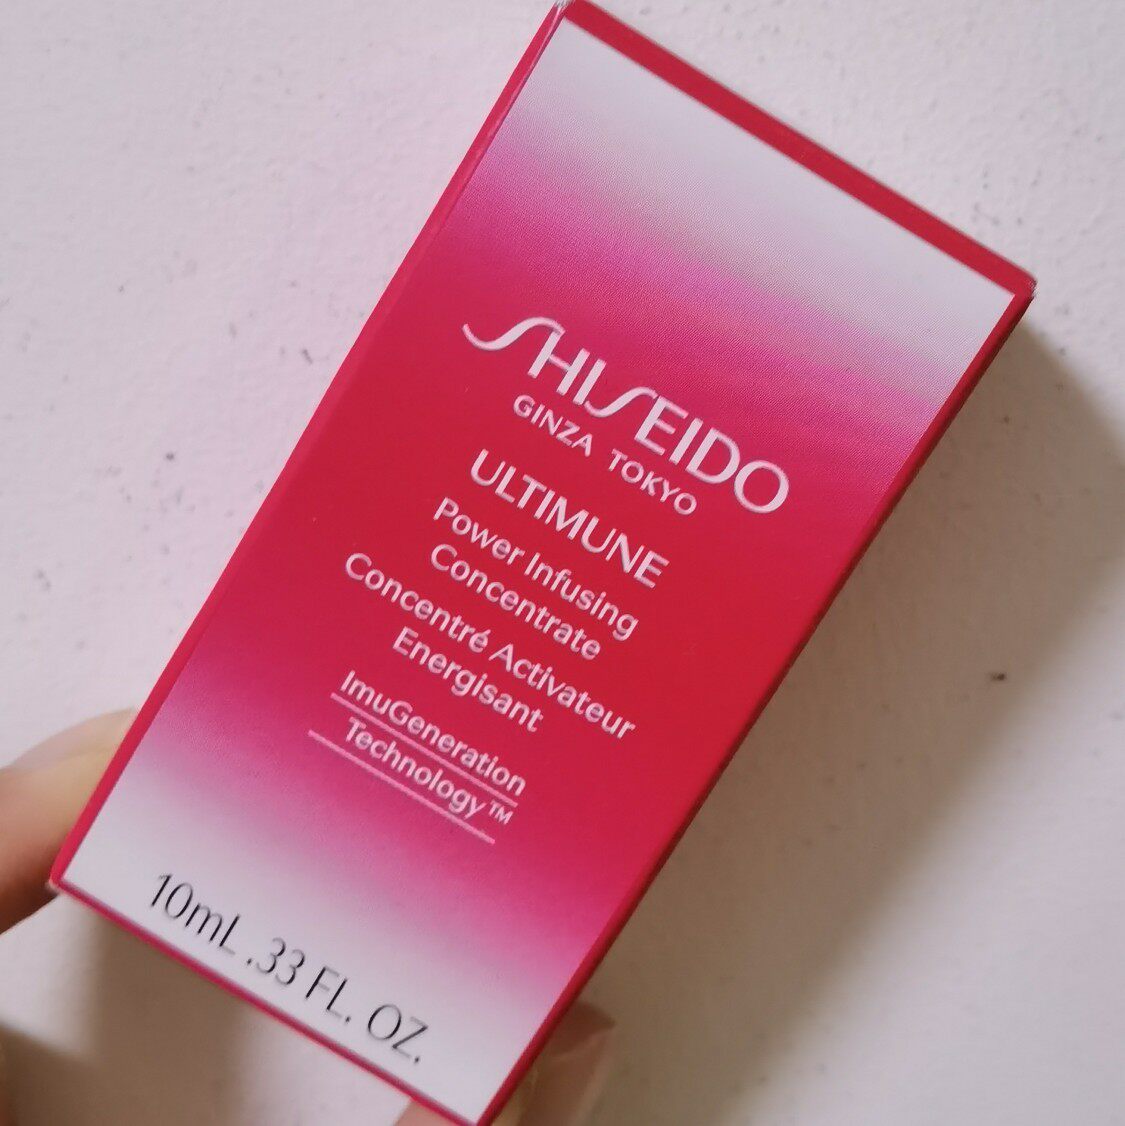 SHISEIDO
GINZA TOKYO
ULTIMUNE
Power Infusing
Concentrate
Concentré Activateur
Energisant
ImuGeneration
Technology™
10mL .33 FL. OZ.